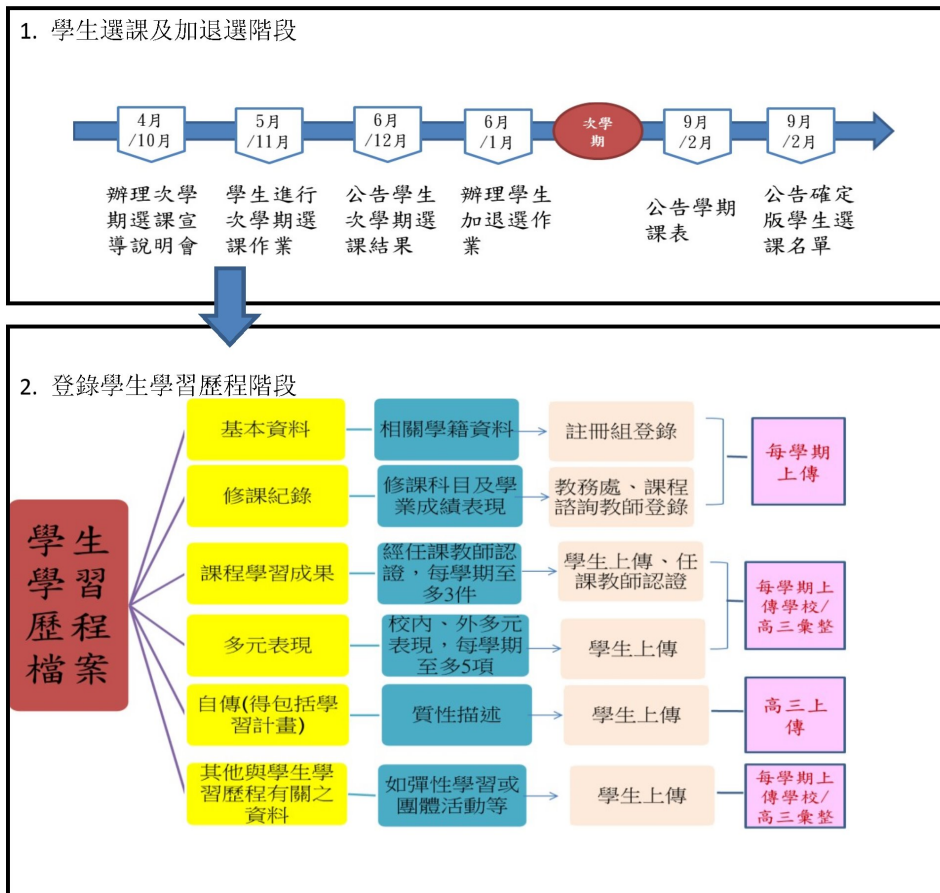 1. 學生選課及加退選階段
4月
/10月
5月
/11月
6月
/12月
6月
/1月
次學
期
9月
/2月
9月
/2月
辦理次學
期選課宣
導說明會
學生進行
次學期選
課作業
公告學生
次學期選
課結果
辦理學生
加退選作
業
公告學期
課表
公告確定
版學生選
課名單
2. 登錄學生學習歷程階段
學生
學習
歷程
檔案
基本資料
相關學籍資料
註冊組登錄
每學期
上傳
修課紀錄
修課科目及學
業成績表現
教務處、課程
諮詢教師登錄
課程學習成果
經任課教師認
證，每學期至
多3件
學生上傳、任
課教師認證
每學期上
傳學校/
高三彙整
多元表現
校內、外多元
表現，每學期
至多5項
學生上傳
自傳(得包括學
習計畫)
質性描述
學生上傳
高三上
傳
其他與學生學
習歷程有關之
資料
如彈性學習或
團體活動等
學生上傳
每學期上
傳學校/
高三彙整